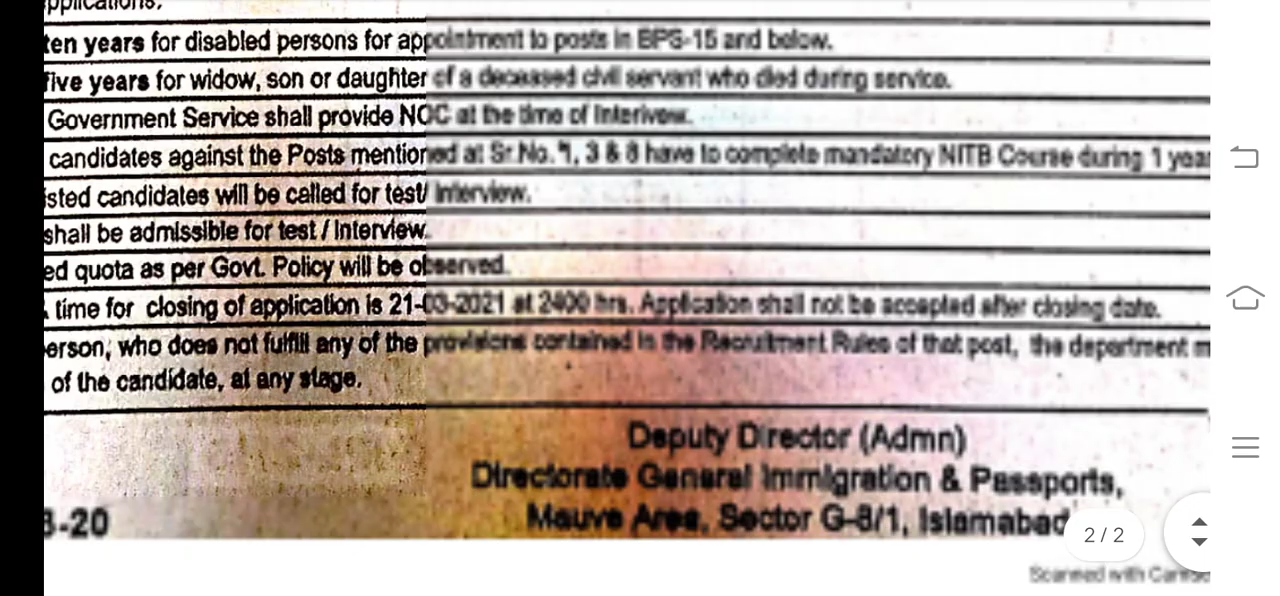 pplications.
ten years for disabled persons for appointment to posts in BPS-15 and below.
five years for widow, son or daughter of a deceased civil servant who died during service.
Government Service shall provide NOC at the time of Interivew.
candidates against the Posts mentioned at Sr.No. 1, 3 & 8 have to complete mandatory NITB Course during 1 year
isted candidates will be called for test/ Interview.
shall be admissible for test / Interview.
ed quota as per Govt. Policy will be observed.
& time for closing of application is 21-03-2021 at 2400 hrs. Application shall not be accepted after closing date.
erson, who does not fulfill any of the provisions contained in the Recruitment Rules of that post, the department m
of the candidate, at any stage.
Deputy Director (Admn)
Directorate General Immigration & Passports,
Mauve Area, Sector G-8/1, Islamabad
-20
2 / 2
Scanned with CamSc